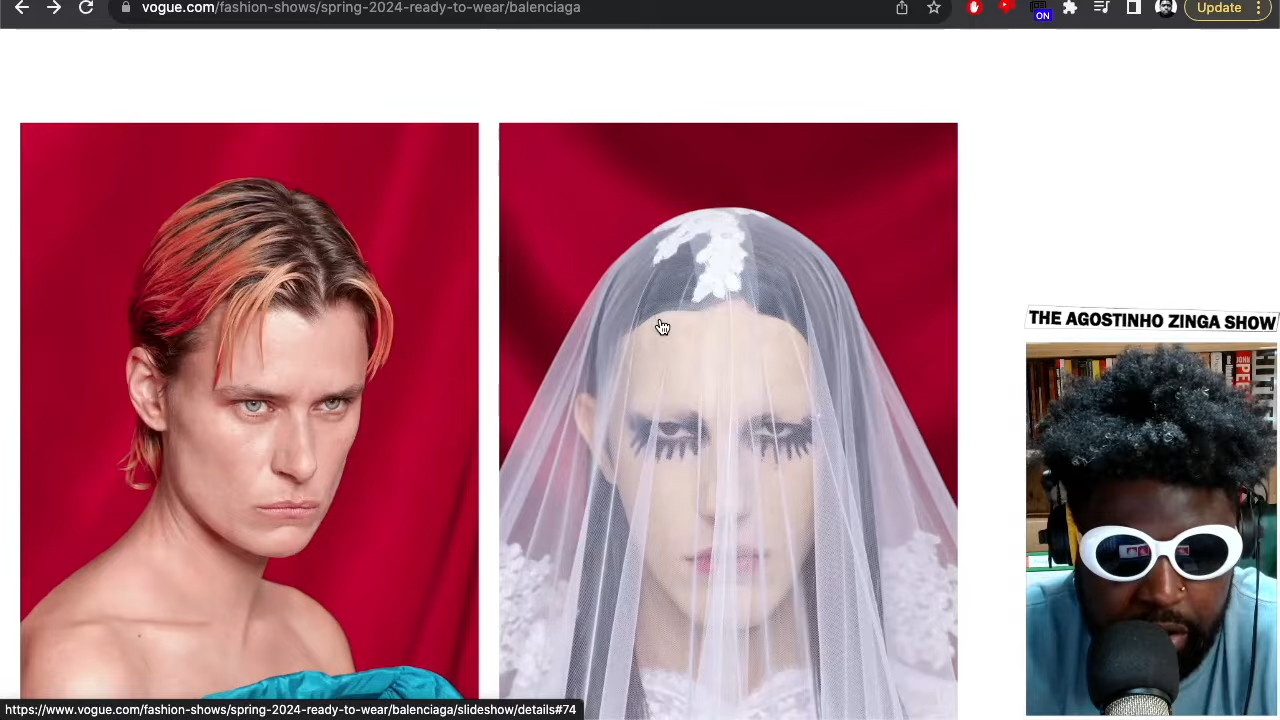 vogue.com/fashion-shows/spring-2024-ready-to-wear/balenciaga
ON
Update
THE AGOSTINHO ZINGA SHOW
https://www.vogue.com/fashion-shows/spring-2024-ready-to-wear/balenciaga/slideshow/details#74